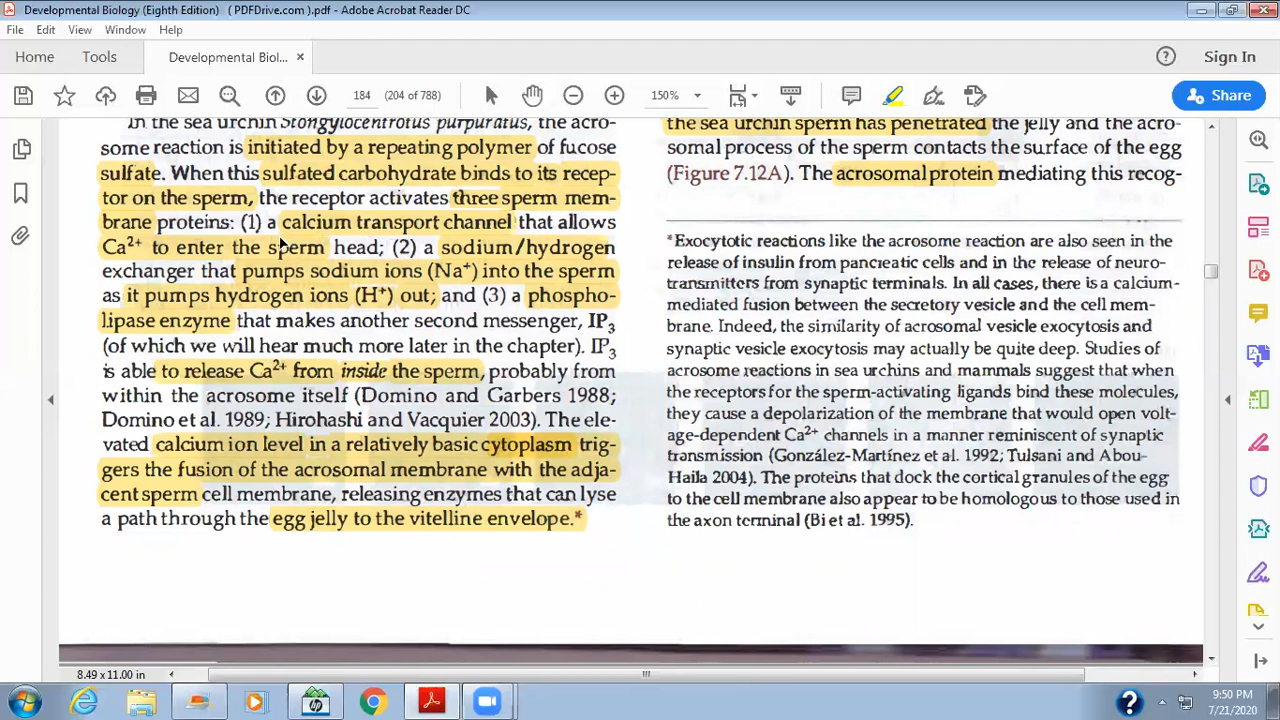 Developmental Biology (Eighth Edition) ( PDFDrive.com ).pdf - Adobe Acrobat Reader DC
File Edit View Window Help
Home Tools Developmental Biol... × Sign In
184 (204 of 788) 150% Share
In the sea urchin Stongylocentrotus purpuratus, the acro-
some reaction is initiated by a repeating polymer of fucose
sulfate. When this sulfated carbohydrate binds to its recep-
tor on the sperm, the receptor activates three sperm mem-
brane proteins: (1) a calcium transport channel that allows
Ca2+ to enter the sperm head; (2) a sodium/hydrogen
exchanger that pumps sodium ions (Na+) into the sperm
as it pumps hydrogen ions (H+) out; and (3) a phospho-
lipase enzyme that makes another second messenger, IP3
(of which we will hear much more later in the chapter). IP3
is able to release Ca2+ from inside the sperm, probably from
within the acrosome itself (Domino and Garbers 1988;
Domino et al. 1989; Hirohashi and Vacquier 2003). The ele-
vated calcium ion level in a relatively basic cytoplasm trig-
gers the fusion of the acrosomal membrane with the adja-
cent sperm cell membrane, releasing enzymes that can lyse
a path through the egg jelly to the vitelline envelope.*
the sea urchin sperm has penetrated the jelly and the acro-
somal process of the sperm contacts the surface of the egg
(Figure 7.12A). The acrosomal protein mediating this recog-
*Exocytotic reactions like the acrosome reaction are also seen in the
release of insulin from pancreatic cells and in the release of neuro-
transmitters from synaptic terminals. In all cases, there is a calcium-
mediated fusion between the secretory vesicle and the cell mem-
brane. Indeed, the similarity of acrosomal vesicle exocytosis and
synaptic vesicle exocytosis may actually be quite deep. Studies of
acrosome reactions in sea urchins and mammals suggest that when
the receptors for the sperm-activating ligands bind these molecules,
they cause a depolarization of the membrane that would open volt-
age-dependent Ca2+ channels in a manner reminiscent of synaptic
transmission (González-Martínez et al. 1992; Tulsani and Abou-
Haila 2004). The proteins that dock the cortical granules of the egg
to the cell membrane also appear to be homologous to those used in
the axon terminal (Bi et al. 1995).
8.49 x 11.00 in
9:50 PM
7/21/2020